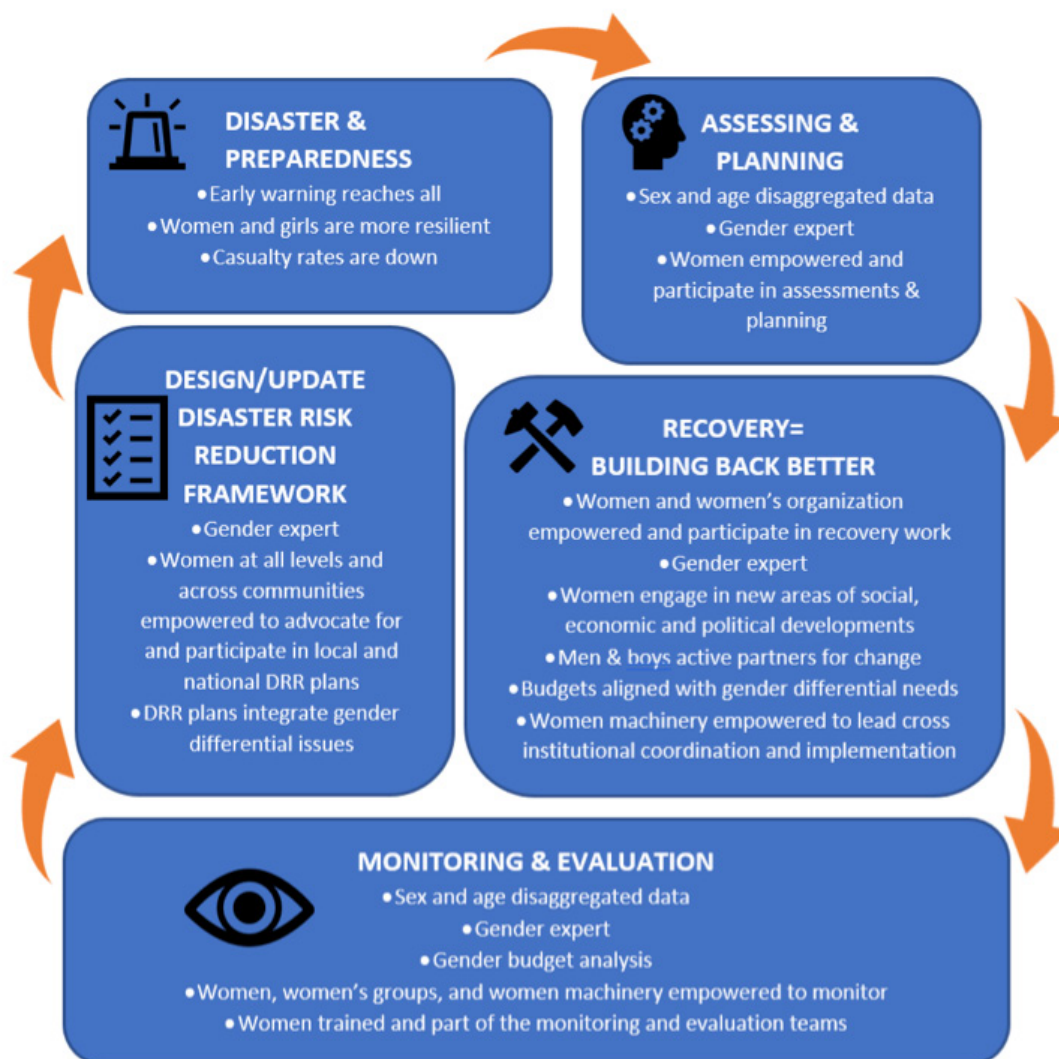 DISASTER &
PREPAREDNESS
•Early warning reaches all
•Women and girls are more resilient
•Casualty rates are down
ASSESSING &
PLANNING
•Sex and age disaggregated data
•Gender expert
•Women empowered and
participate in assessments &
planning
RECOVERY=
BUILDING BACK BETTER
•Women and women's organization
empowered and participate in recovery work
•Gender expert
•Women engage in new areas of social,
economic and political developments
•Men & boys active partners for change
•Budgets aligned with gender differential needs
•Women machinery empowered to lead cross
institutional coordination and implementation
MONITORING & EVALUATION
•Sex and age disaggregated data
•Gender expert
•Gender budget analysis
•Women, women's groups, and women machinery empowered to monitor
•Women trained and part of the monitoring and evaluation teams
DESIGN/UPDATE
DISASTER RISK
REDUCTION
FRAMEWORK
•Gender expert
•Women at all levels and
across communities
empowered to advocate for
and participate in local and
national DRR plans
•DRR plans integrate gender
differential issues